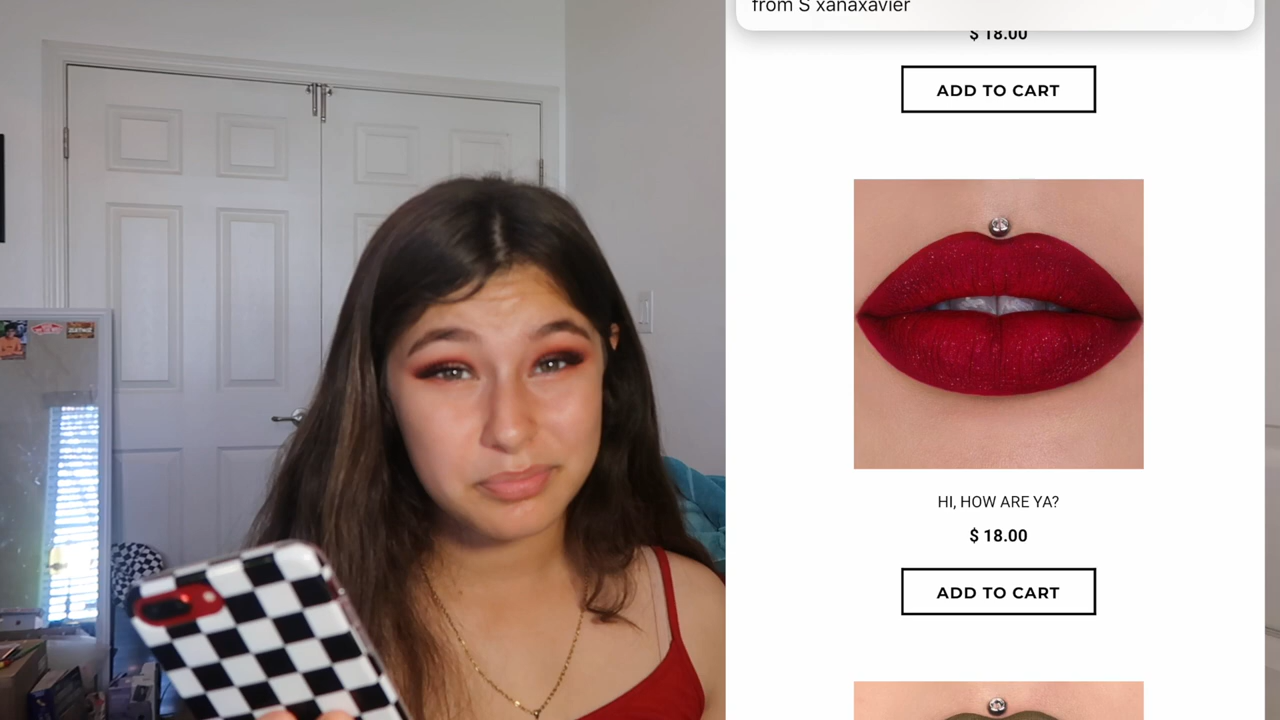 from S xanaxavier
$ 18.00
ADD TO CART
HI, HOW ARE YA?
$ 18.00
ADD TO CART